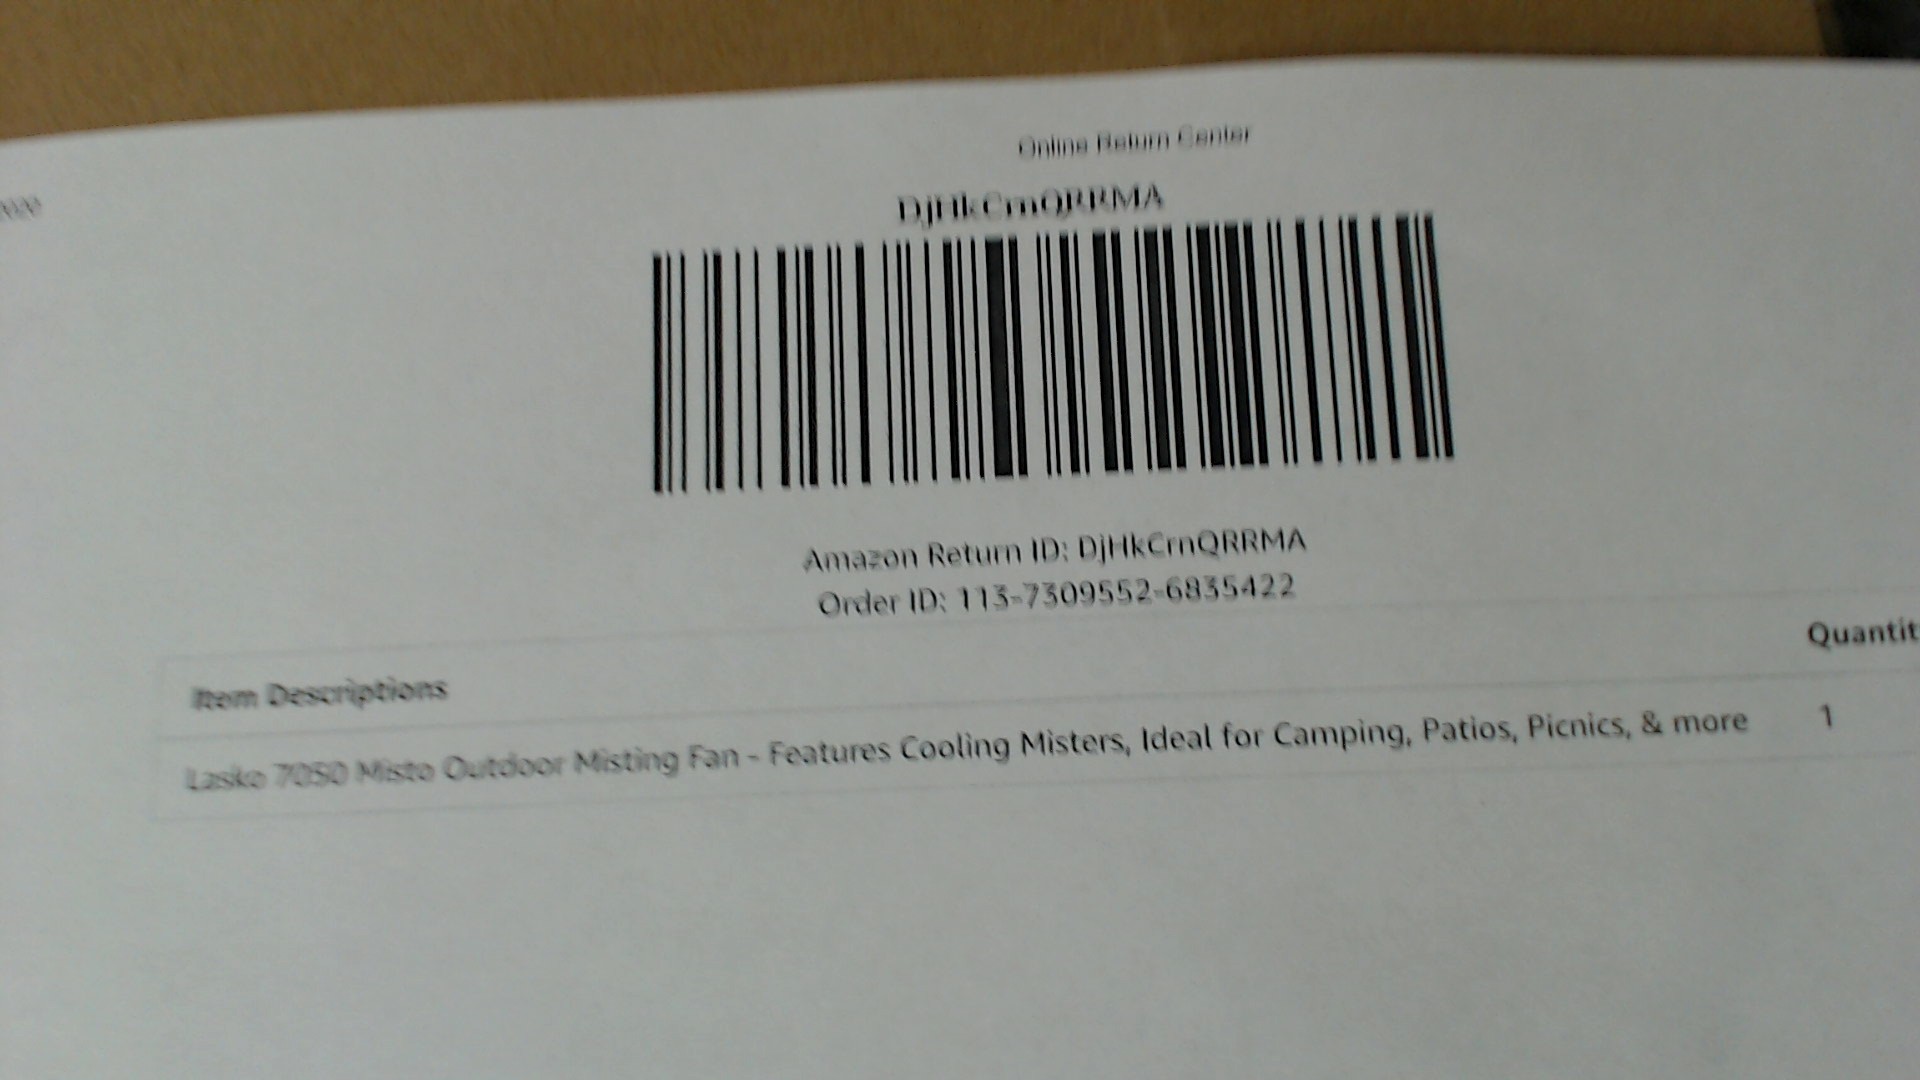 Online Return Center
2020
DjHkCrnQRRMA
Amazon Return ID: DjHkCrnQRRMA
Order ID: 113-7309552-6835422
Item Descriptions Quantit
Lasko 7050 Misto Outdoor Misting Fan - Features Cooling Misters, Ideal for Camping, Patios, Picnics, & more 1